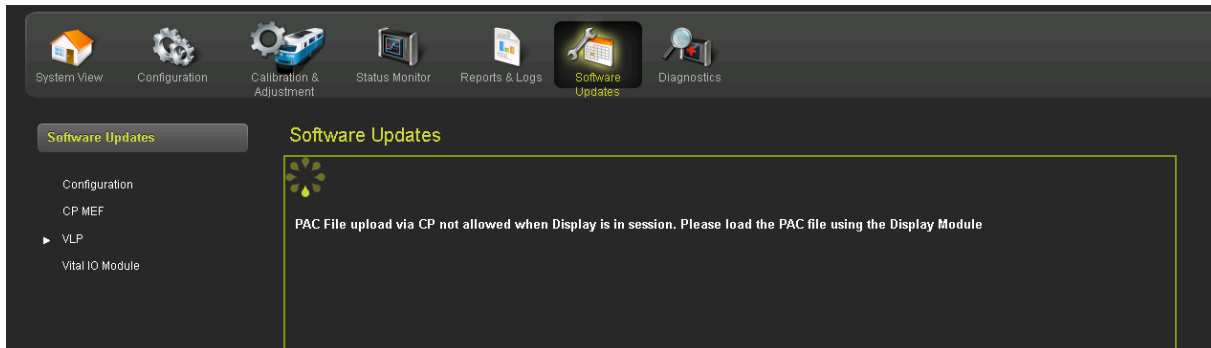 System View
Configuration
Calibration &
Adjustment
Status Monitor
Reports & Logs
Software
Updates
Diagnostics
Software Updates
Configuration
CP MEF
VLP
Vital IO Module
Software Updates
PAC File upload via CP not allowed when Display is in session. Please load the PAC file using the Display Module